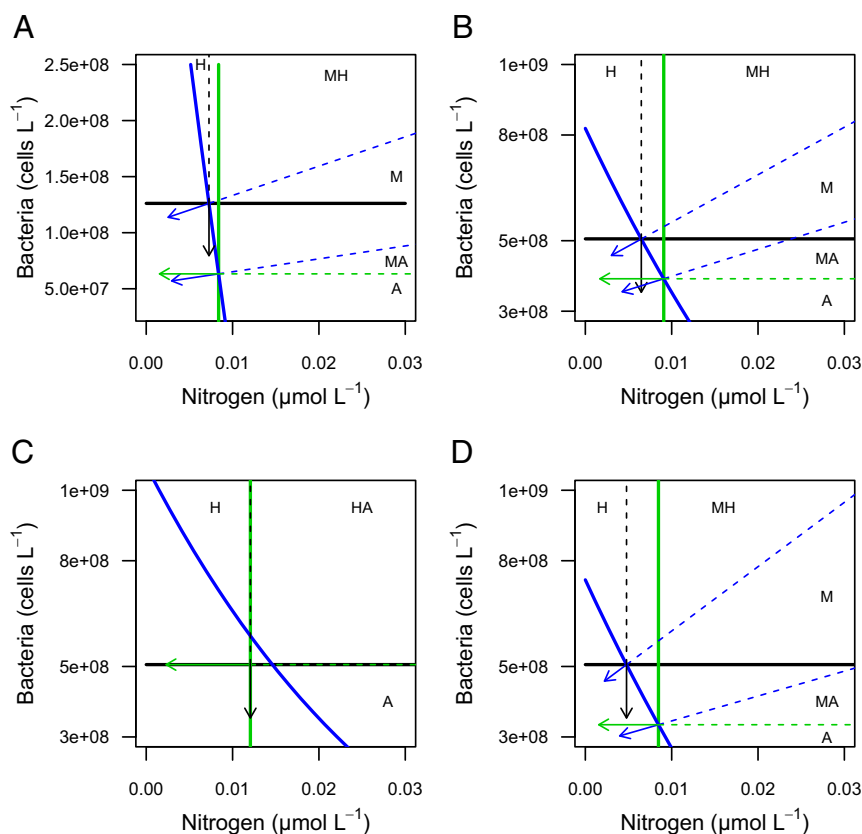 A
H
MH
M
MA
A
2.5e+08
2.0e+08
1.5e+08
1.0e+08
5.0e+07
Bacteria (cells L⁻¹)
0.00 0.01 0.02 0.03
Nitrogen (μmol L⁻¹)
B
H
MH
M
MA
A
1e+09
8e+08
5e+08
3e+08
Bacteria (cells L⁻¹)
0.00 0.01 0.02 0.03
Nitrogen (μmol L⁻¹)
C
H
HA
A
1e+09
8e+08
5e+08
3e+08
Bacteria (cells L⁻¹)
0.00 0.01 0.02 0.03
Nitrogen (μmol L⁻¹)
D
H
MH
M
MA
A
1e+09
8e+08
5e+08
3e+08
Bacteria (cells L⁻¹)
0.00 0.01 0.02 0.03
Nitrogen (μmol L⁻¹)